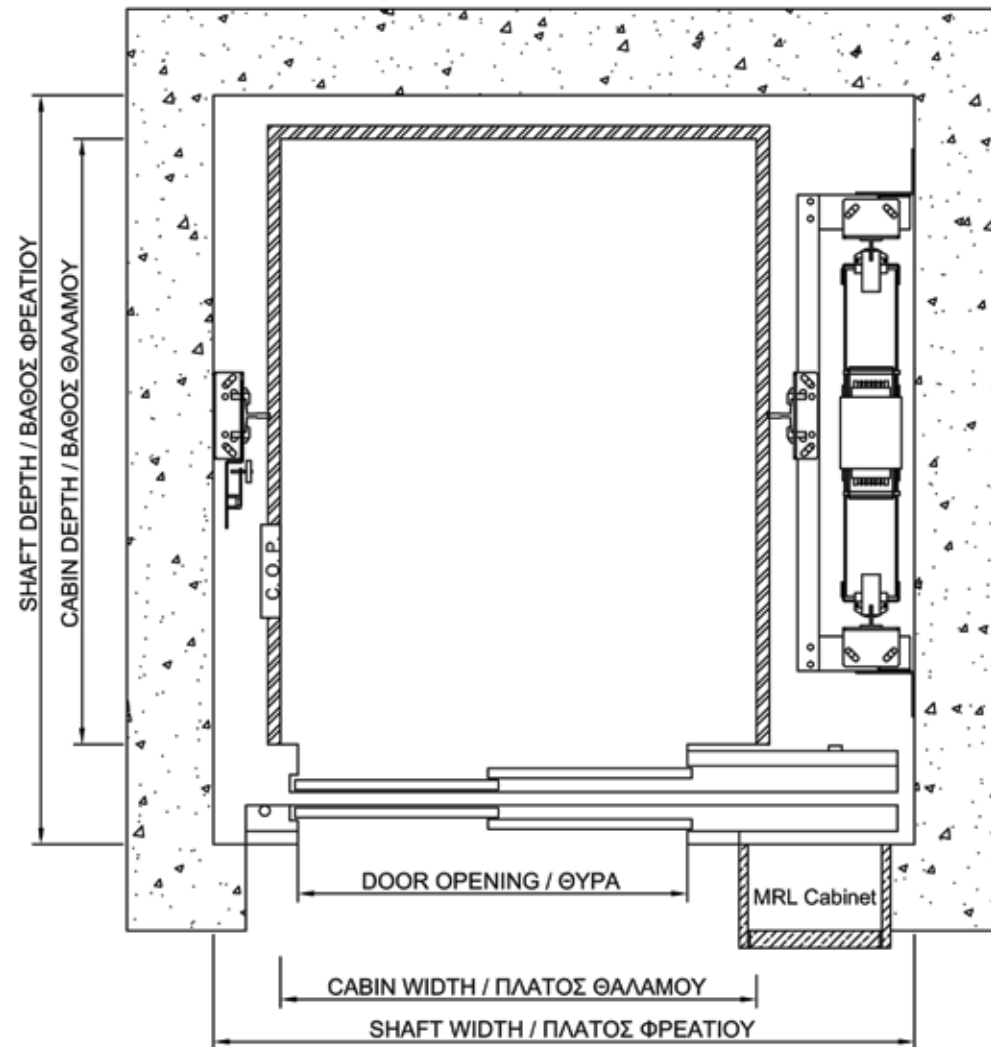 SHAFT DEPTH / ΒΑΘΟΣ ΦΡΕΑΤΙΟΥ
CABIN DEPTH / ΒΑΘΟΣ ΘΑΛΑΜΟΥ
C.O.P.
DOOR OPENING / ΘΥΡΑ
MRL Cabinet
CABIN WIDTH / ΠΛΑΤΟΣ ΘΑΛΑΜΟΥ
SHAFT WIDTH / ΠΛΑΤΟΣ ΦΡΕΑΤΙΟΥ